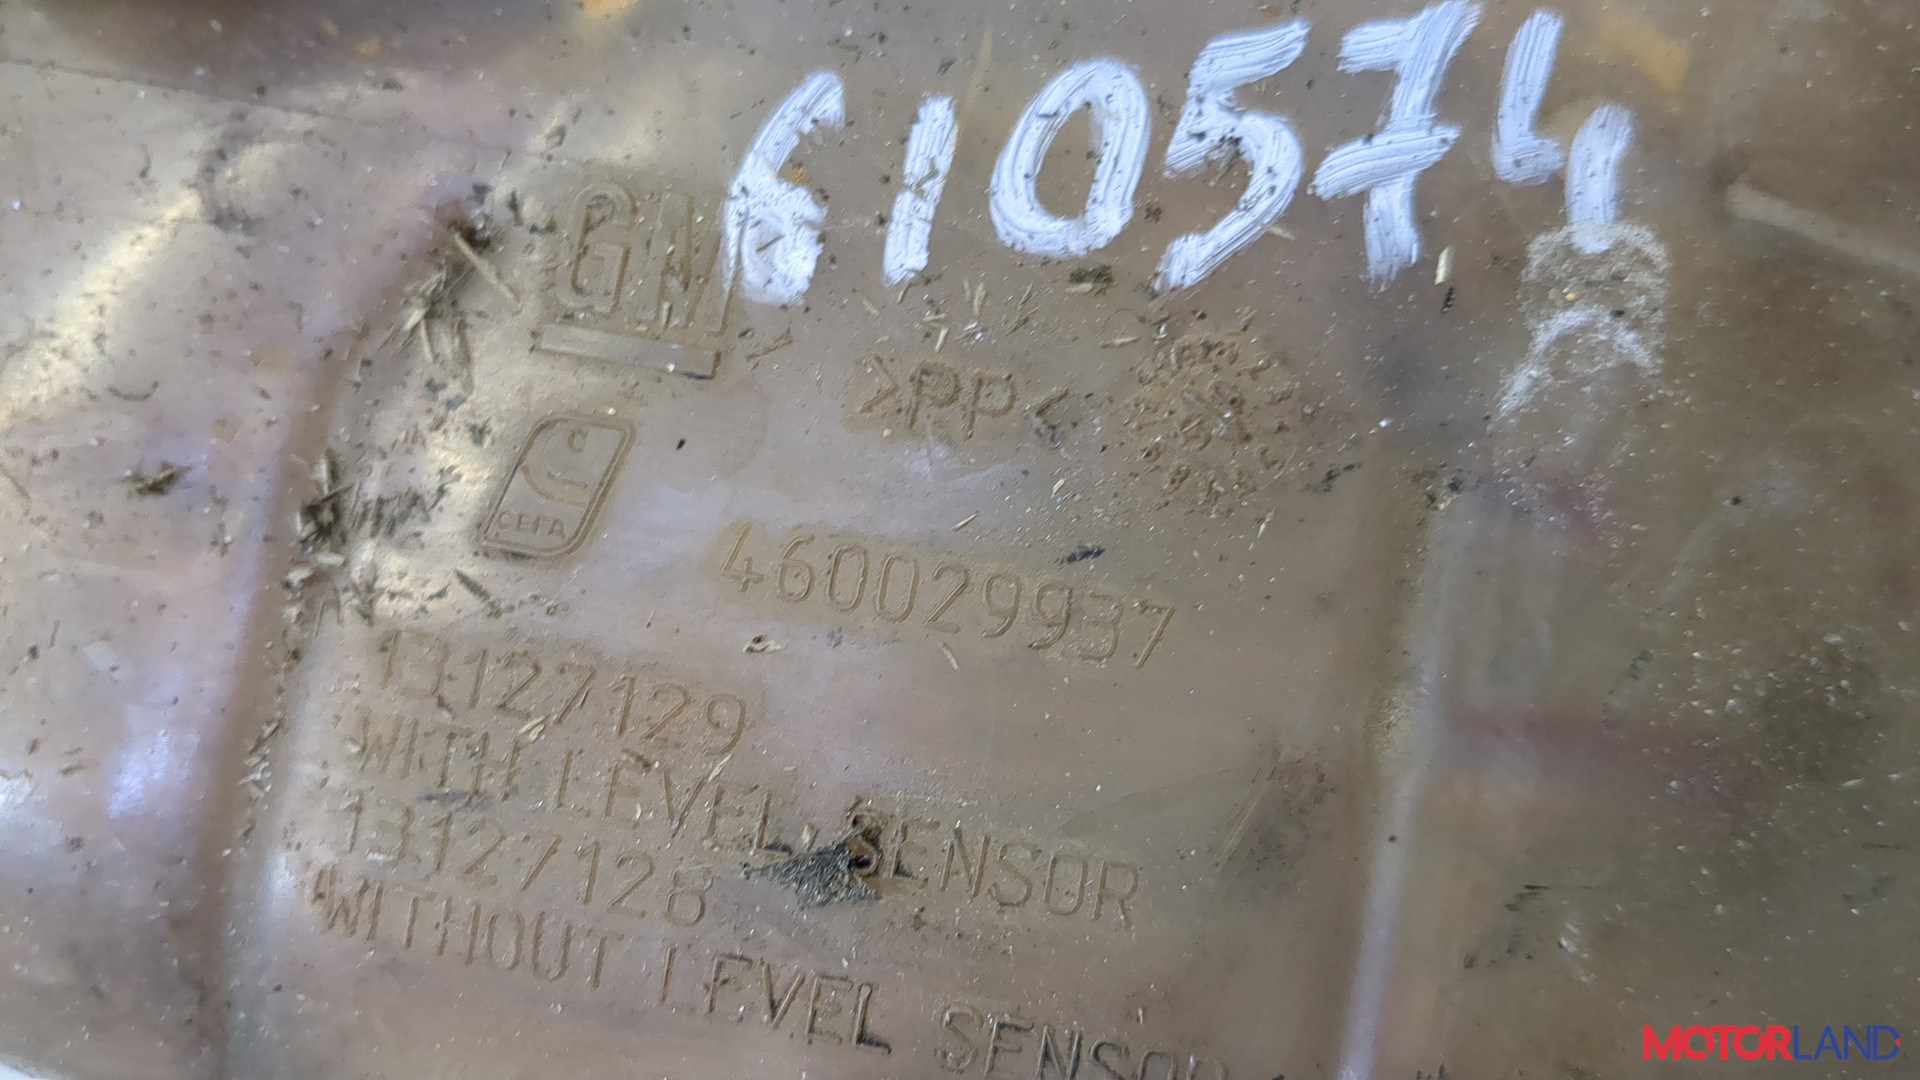 610574
GM
>PP<
CEFA
460029937
13127129
WITH LEVEL SENSOR
13127128
WITHOUT LEVEL SENSOR
MOTORLAND